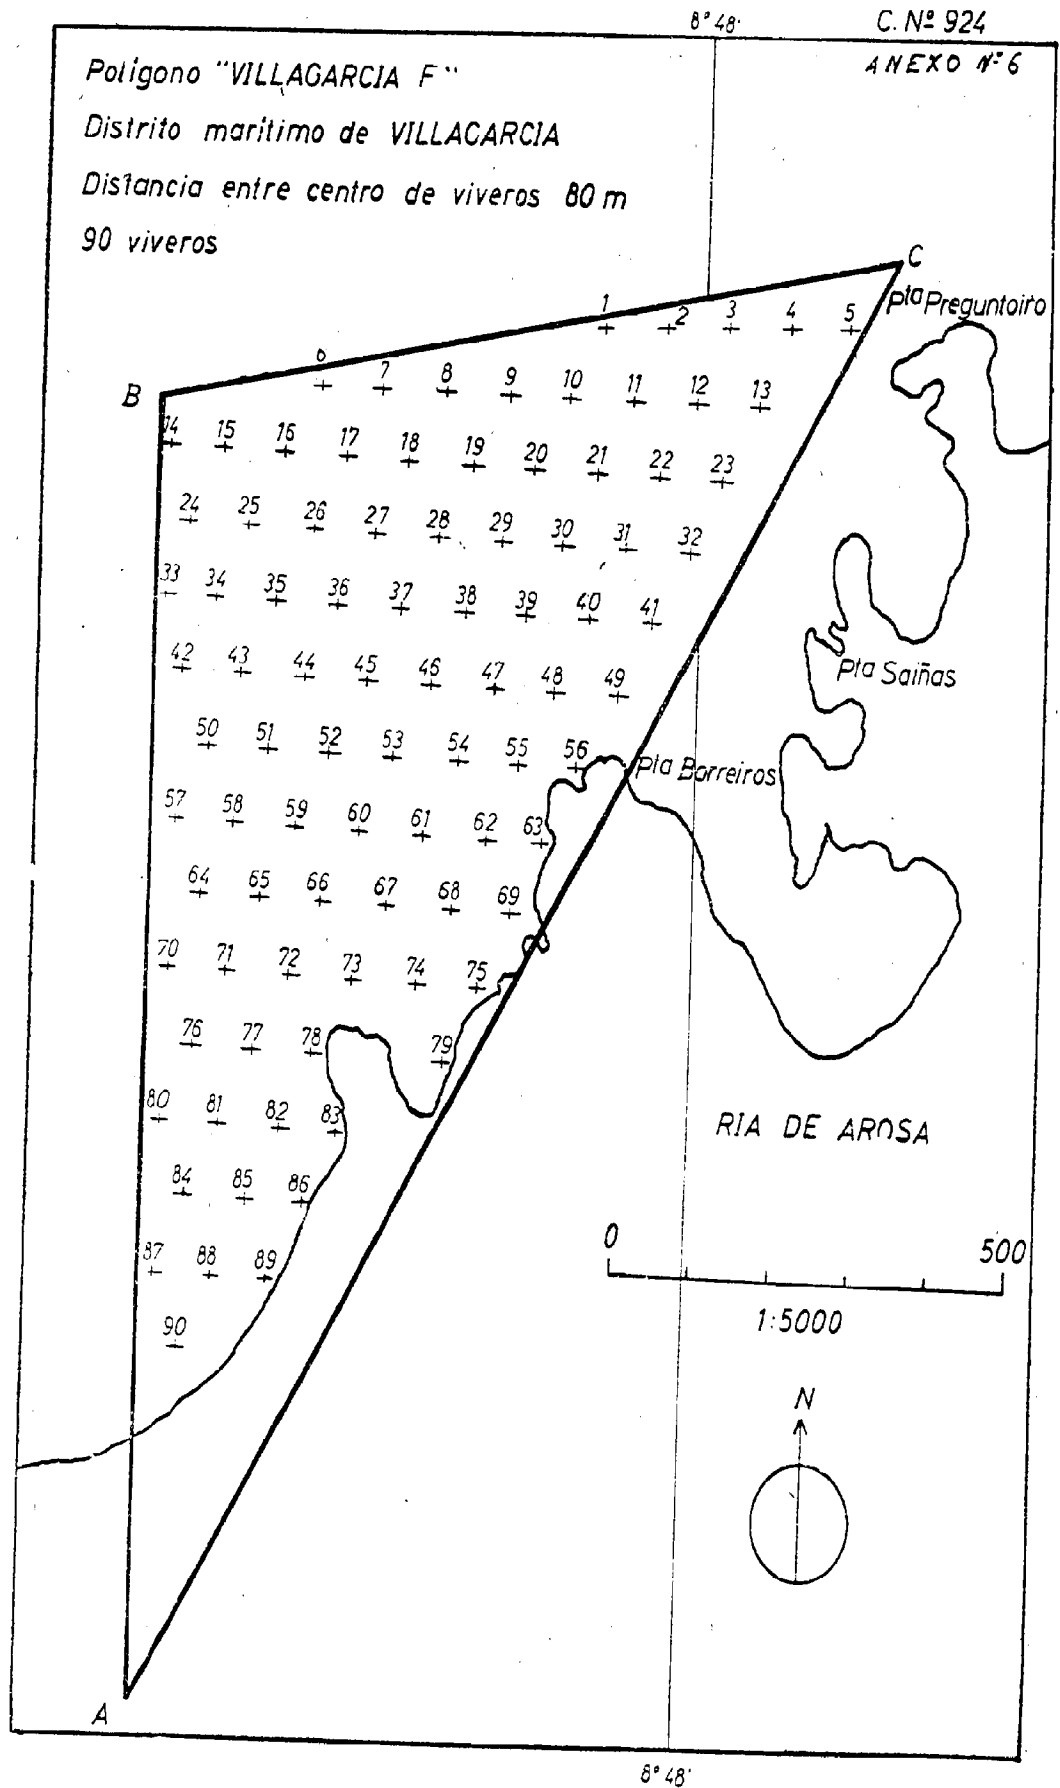 8° 48'
C. Nº 924
ANEXO Nº 6
Polígono "VILLAGARCIA F"
Distrito marítimo de VILLAGARCIA
Distancia entre centro de viveros 80 m
90 viveros
C
Pta Preguntoiro
1 2 3 4 5
B
6 7 8 9 10 11 12 13
14 15 16 17 18 19 20 21 22 23
24 25 26 27 28 29 30 31 32
33 34 35 36 37 38 39 40 41
42 43 44 45 46 47 48 49
Pta Saiñas
50 51 52 53 54 55 56
Pta Borreiros
57 58 59 60 61 62 63
64 65 66 67 68 69
70 71 72 73 74 75
76 77 78 79
80 81 82 83
RIA DE AROSA
84 85 86
87 88 89
0 500
1:5000
90
N
A
8° 48'